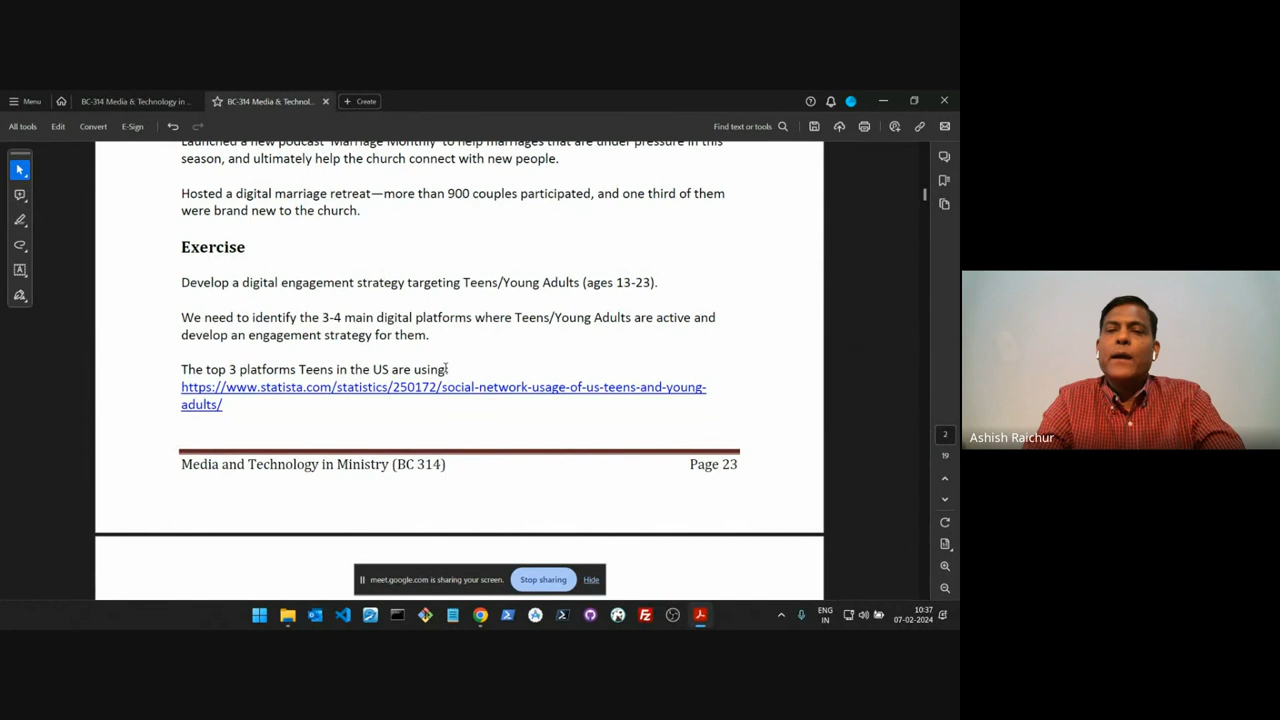 Menu
BC-314 Media & Technology in ...
BC-314 Media & Technol...
Create
All tools
Edit
Convert
E-Sign
Find text or tools
Launched a new podcast 'Marriage Monthly' to help marriages that are under pressure in this
season, and ultimately help the church connect with new people.
Hosted a digital marriage retreat—more than 900 couples participated, and one third of them
were brand new to the church.
Exercise
Develop a digital engagement strategy targeting Teens/Young Adults (ages 13-23).
We need to identify the 3-4 main digital platforms where Teens/Young Adults are active and
develop an engagement strategy for them.
The top 3 platforms Teens in the US are using:
https://www.statista.com/statistics/250172/social-network-usage-of-us-teens-and-young-
adults/
Media and Technology in Ministry (BC 314)
Page 23
2
19
Ashish Raichur
meet.google.com is sharing your screen.
Stop sharing
Hide
ENG
IN
10:37
07-02-2024